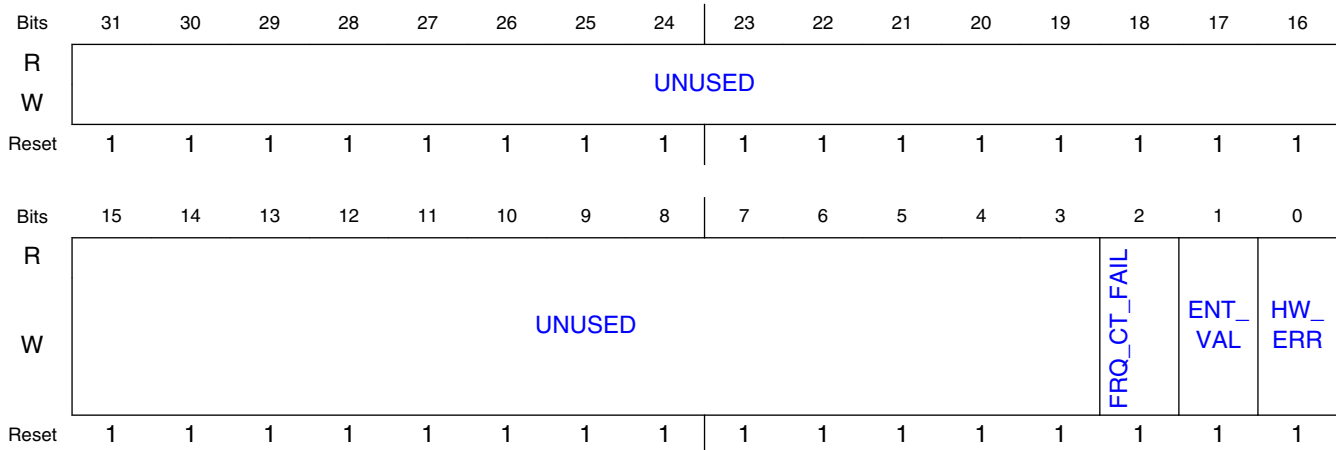 Bits 31 30 29 28 27 26 25 24 23 22 21 20 19 18 17 16
R
UNUSED
W
Reset 1 1 1 1 1 1 1 1 1 1 1 1 1 1 1 1
Bits 15 14 13 12 11 10 9 8 7 6 5 4 3 2 1 0
R
W
UNUSED
FRQ_CT_FAIL
ENT_
VAL
HW_
ERR
Reset 1 1 1 1 1 1 1 1 1 1 1 1 1 1 1 1